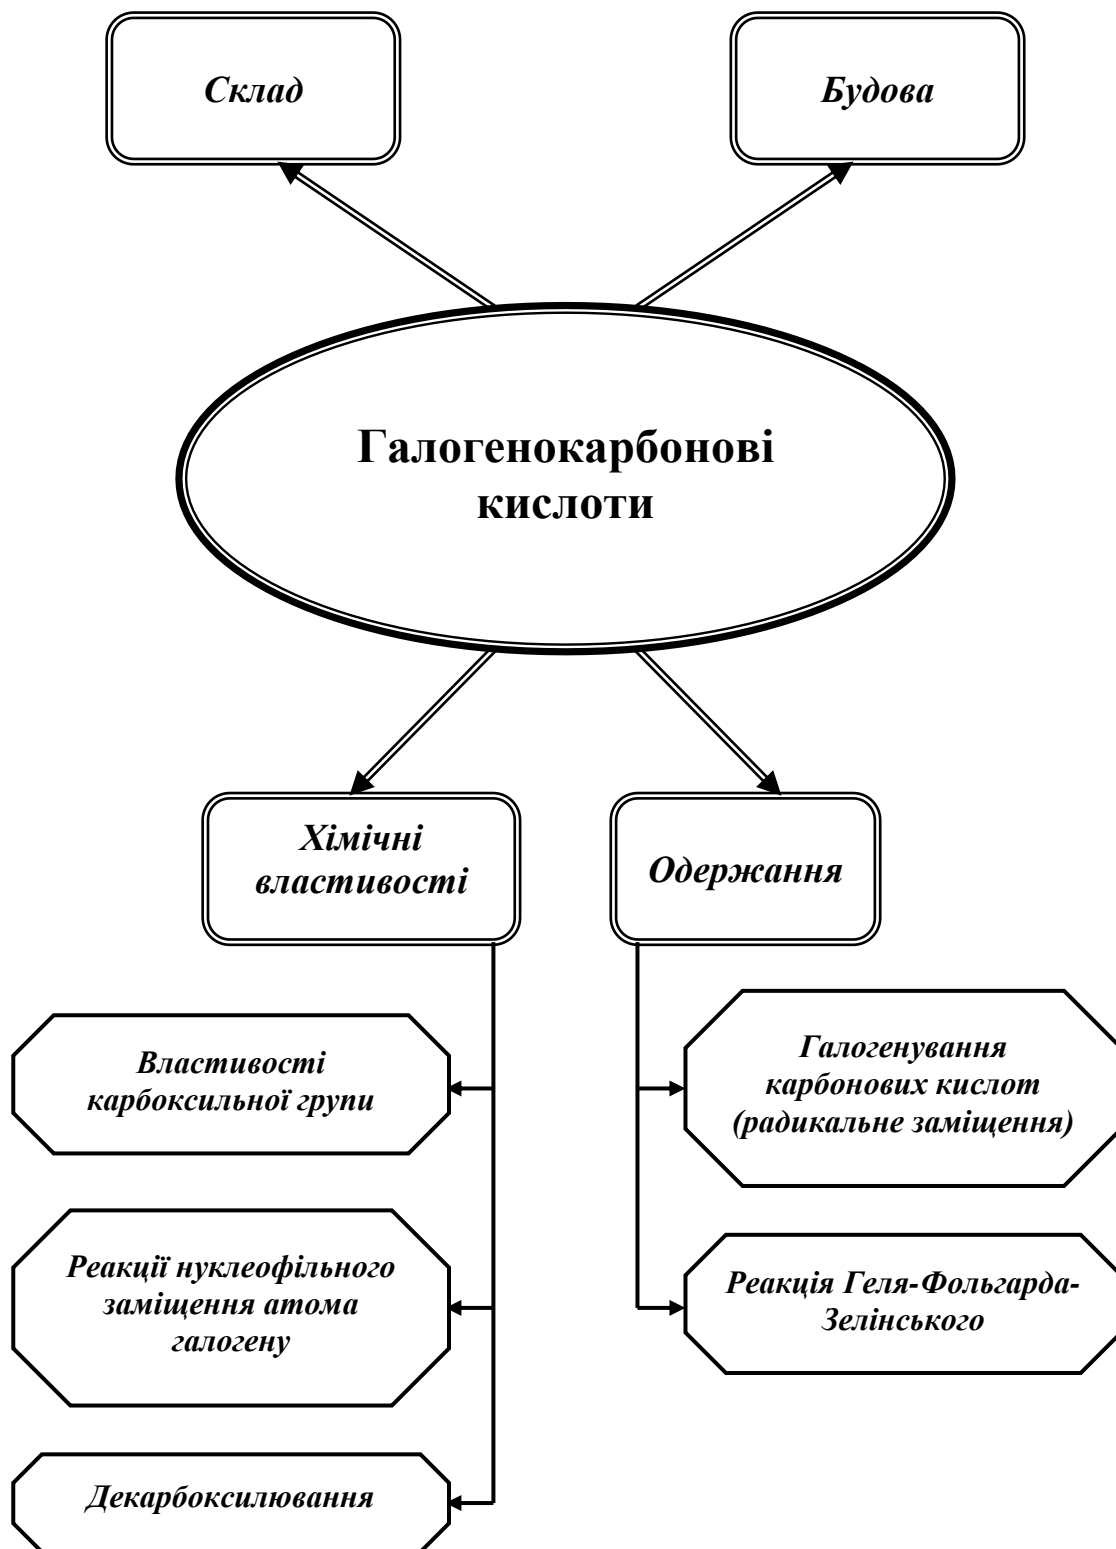 Склад
Будова
Галогенокарбонові
кислоти
Хімічні
властивості
Одержання
Властивості
карбоксильної групи
Реакції нуклеофільного
заміщення атома
галогену
Декарбоксилювання
Галогенування
карбонових кислот
(радикальне заміщення)
Реакція Геля-Фольгарда-
Зелінського